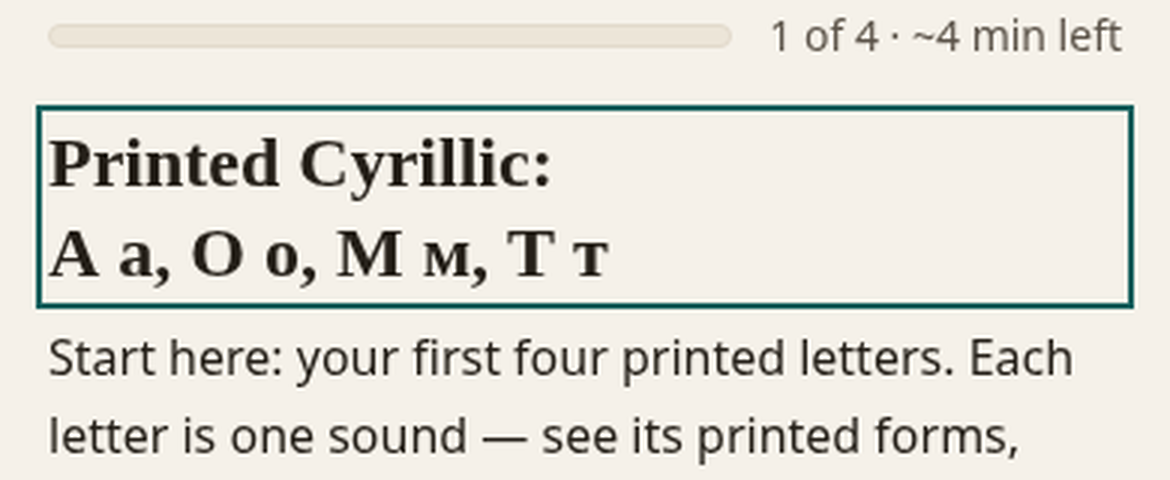 1 of 4 · ~4 min left
Printed Cyrillic:
А а, О о, М м, Т т
Start here: your first four printed letters. Each
letter is one sound — see its printed forms,